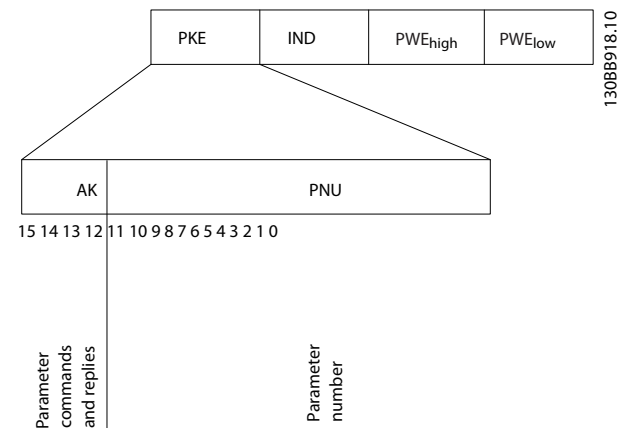 PKE IND PWEhigh PWElow
130BB918.10
AK PNU
15 14 13 12 11 10 9 8 7 6 5 4 3 2 1 0
Parameter
commands
and replies
Parameter
number